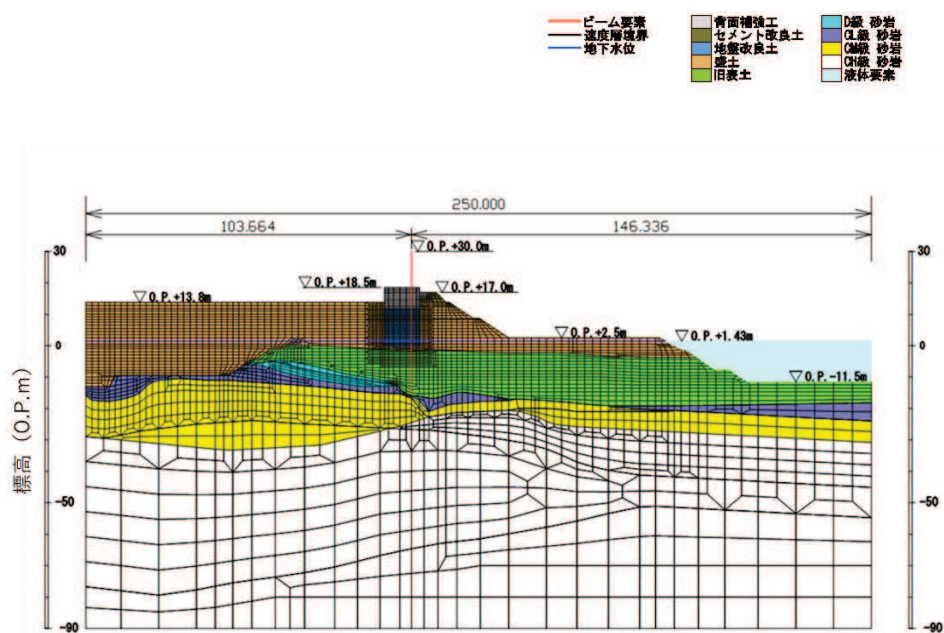 ビーム要素
速度層境界
地下水位
背面補強工
セメント改良土
地盤改良土
盛土
旧表土
D級 砂岩
CL級 砂岩
CM級 砂岩
CH級 砂岩
液体要素
250.000
103.664
146.336
30
0
-50
-90
標高 (O.P.m)
▽O.P.+30.0m
▽O.P.+18.5m
▽O.P.+17.0m
▽O.P.+13.8m
▽O.P.+2.5m
▽O.P.+1.43m
▽O.P.-11.5m
30
0
-50
-90